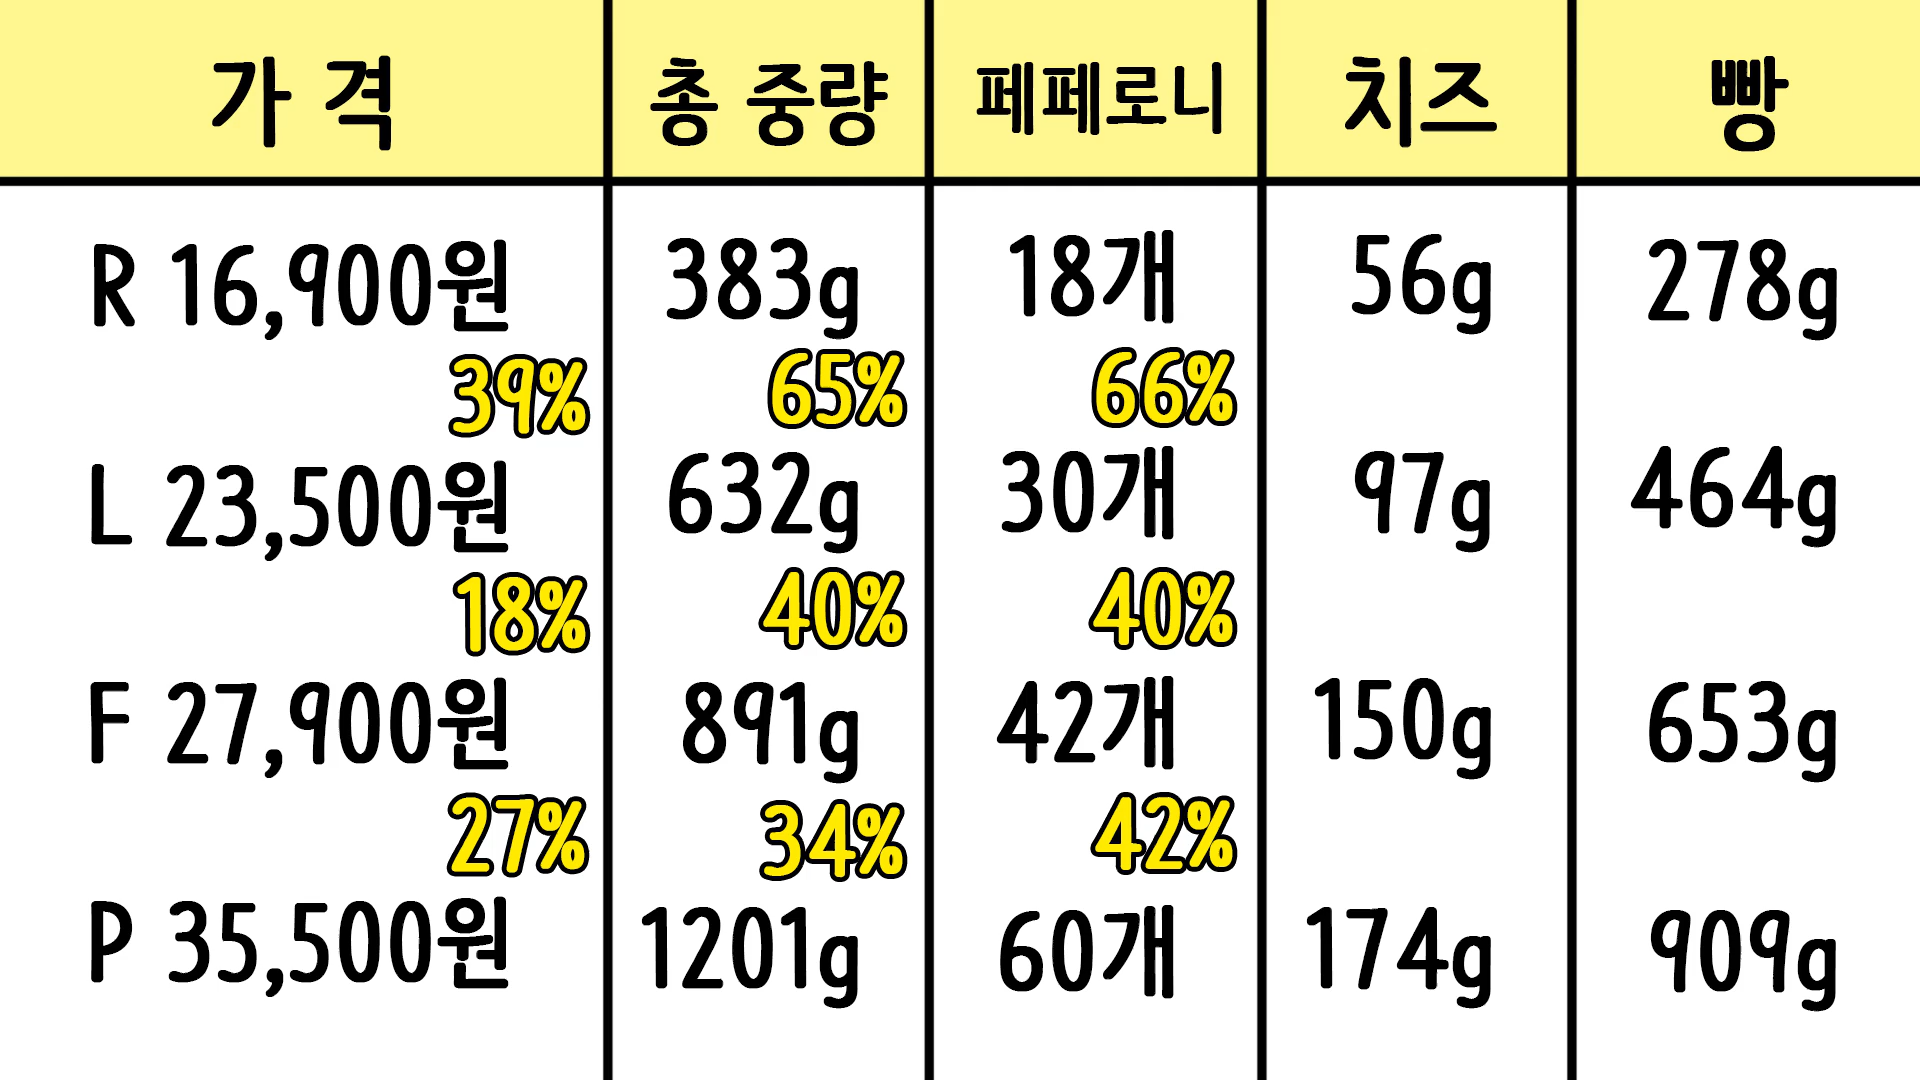 가 격 총 중량 페페로니 치즈 빵
R 16,900원 383g 18개 56g 278g
39% 65% 66%
L 23,500원 632g 30개 97g 464g
18% 40% 40%
F 27,900원 891g 42개 150g 653g
27% 34% 42%
P 35,500원 1201g 60개 174g 909g